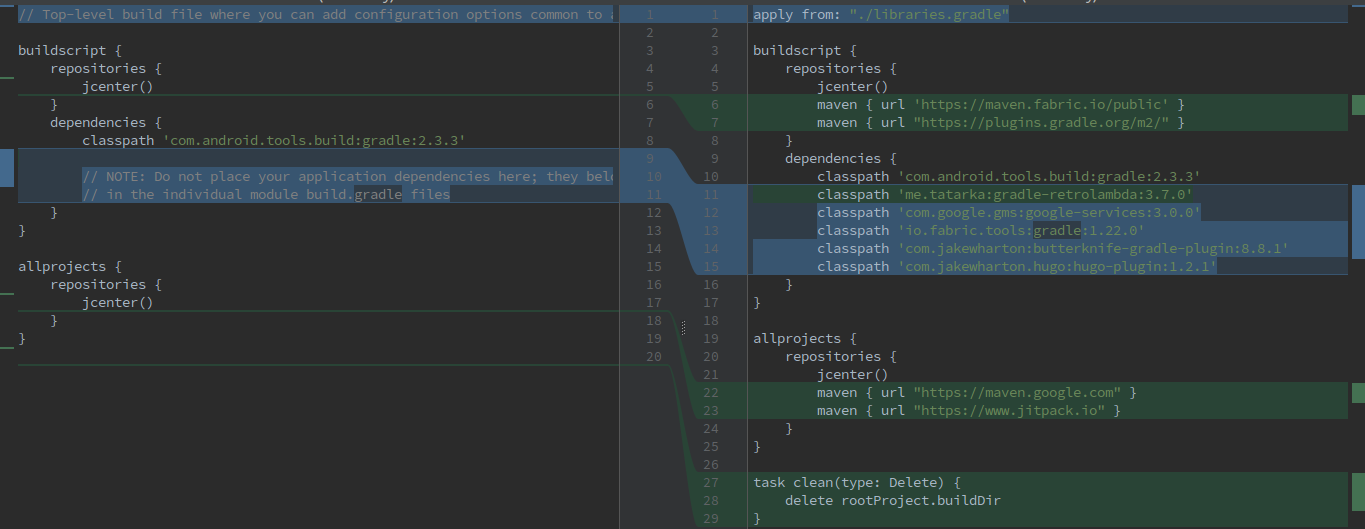 // Top-level build file where you can add configuration options common to
buildscript {
    repositories {
        jcenter()
    }
    dependencies {
        classpath 'com.android.tools.build:gradle:2.3.3'
        // NOTE: Do not place your application dependencies here; they
        // in the individual module build.gradle files
    }
}
allprojects {
    repositories {
        jcenter()
    }
}
1
2
3
4
5
6
7
8
9
10
11
12
13
14
15
16
17
18
19
20
1
2
3
4
5
6
7
8
9
10
11
12
13
14
15
16
17
18
19
20
21
22
23
24
25
26
27
28
29
apply from: "./libraries.gradle"
buildscript {
    repositories {
        jcenter()
        maven { url 'https://maven.fabric.io/public' }
        maven { url "https://plugins.gradle.org/m2/" }
    }
    dependencies {
        classpath 'com.android.tools.build:gradle:2.3.3'
        classpath 'me.tatarka:gradle-retrolambda:3.7.0'
        classpath 'com.google.gms:google-services:3.0.0'
        classpath 'io.fabric.tools:gradle:1.22.0'
        classpath 'com.jakewharton:butterknife-gradle-plugin:8.8.1'
        classpath 'com.jakewharton.hugo:hugo-plugin:1.2.1'
    }
}
allprojects {
    repositories {
        jcenter()
        maven { url "https://maven.google.com" }
        maven { url "https://www.jitpack.io" }
    }
}
task clean(type: Delete) {
    delete rootProject.buildDir
}